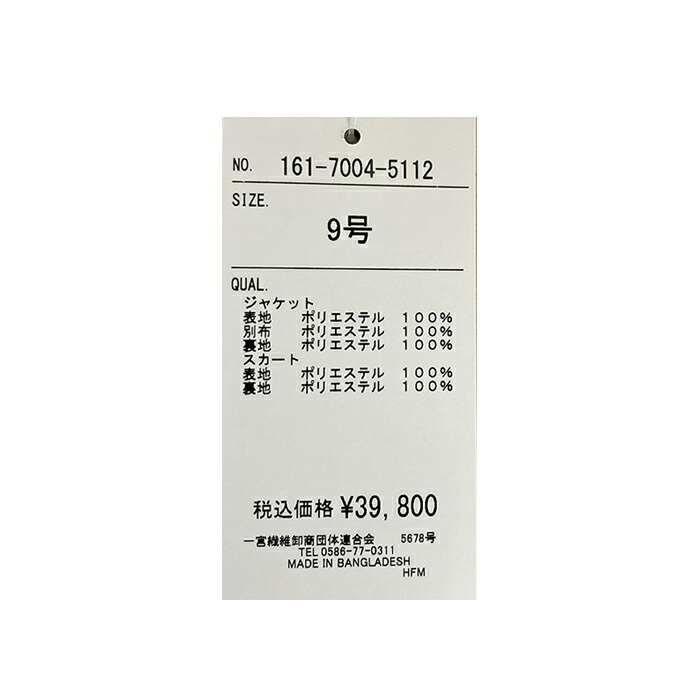 NO. 161-7004-5112
SIZE.
9号
QUAL.
ジャケット
表地 ポリエステル 100%
別布 ポリエステル 100%
裏地 ポリエステル 100%
スカート
表地 ポリエステル 100%
裏地 ポリエステル 100%
税込価格 ¥39,800
一宮繊維卸商団体連合会 5678号
TEL 0586-77-0311
MADE IN BANGLADESH
HFM